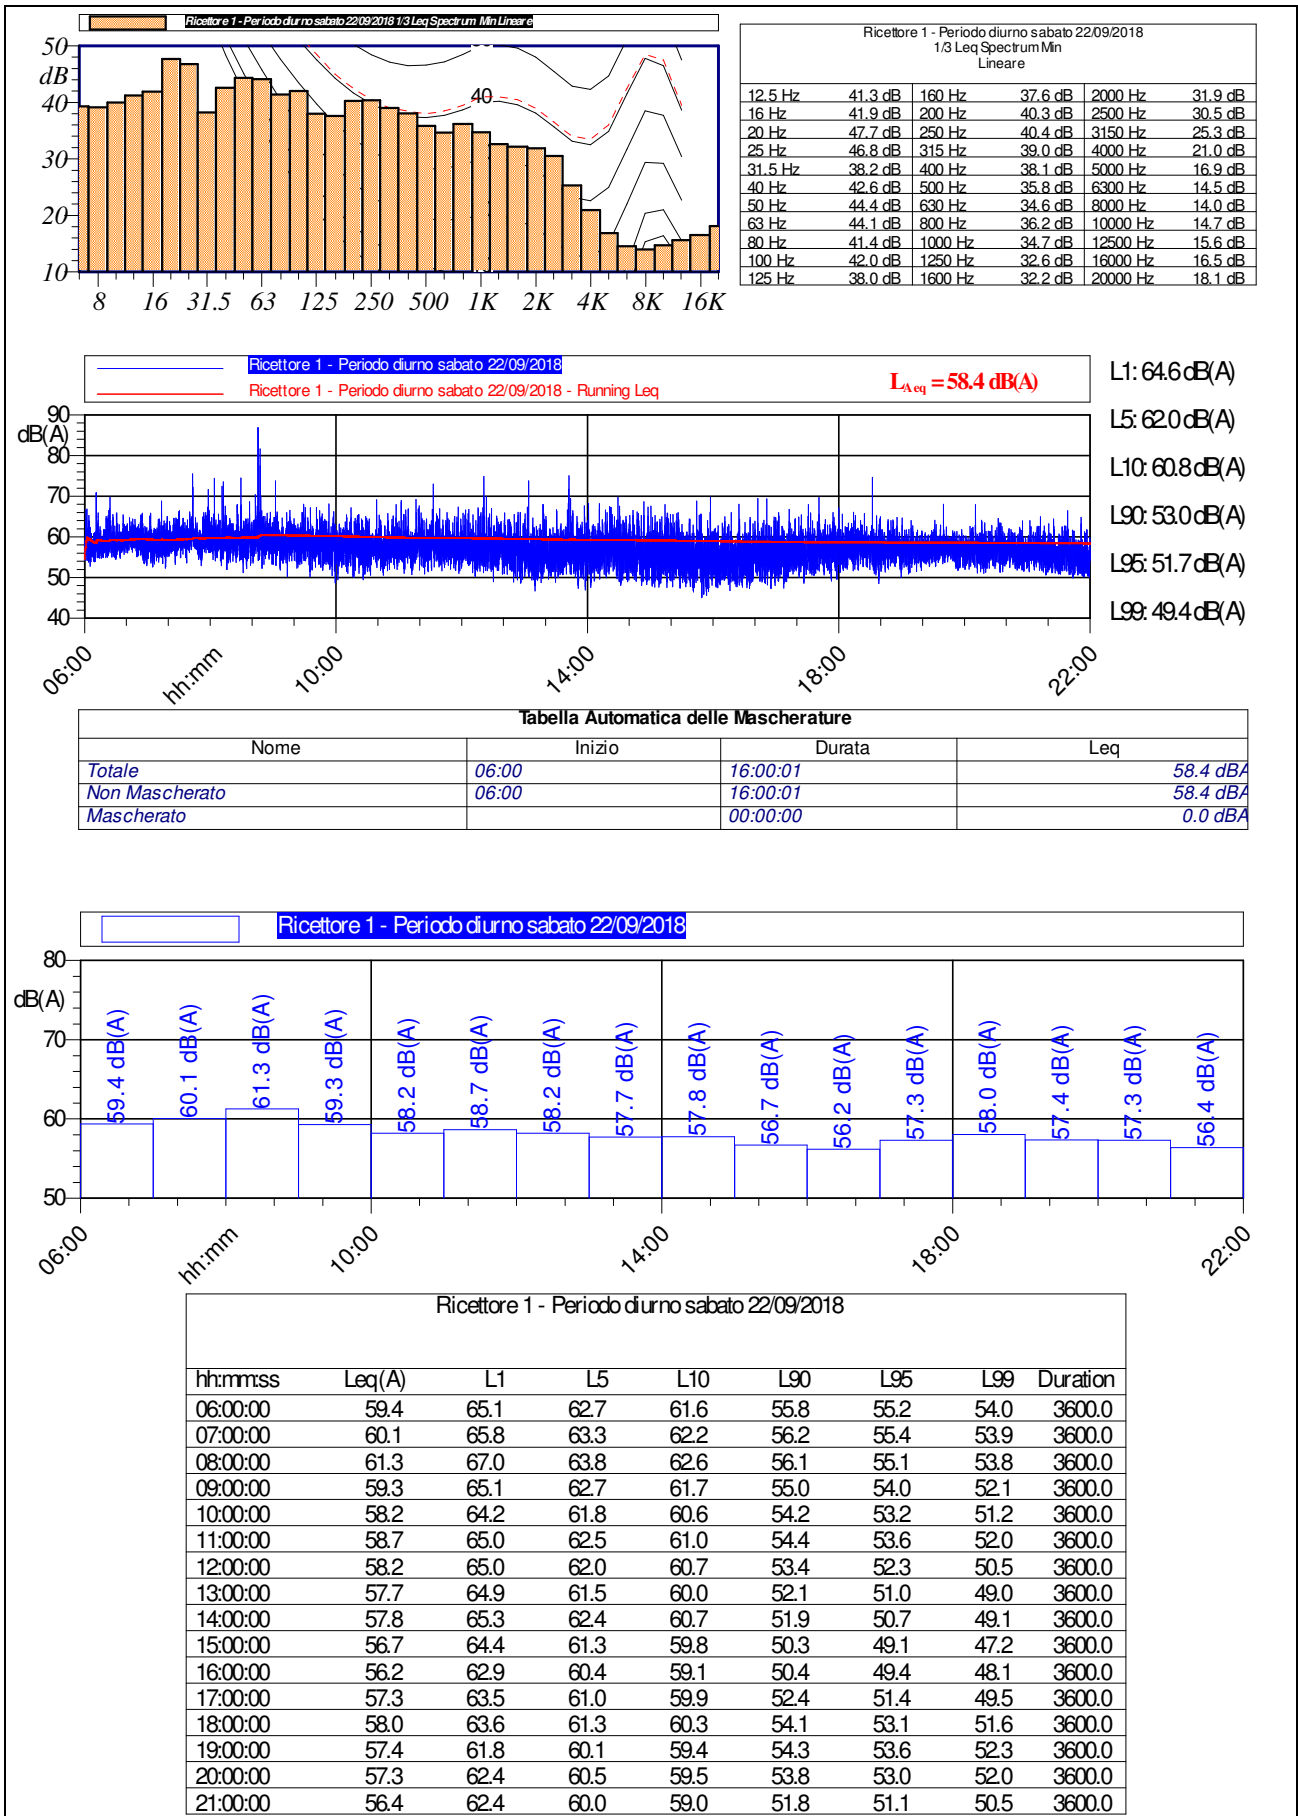 Ricettore 1 - Periodo diurno sabato 22/09/2018 1/3 Leq Spectrum Min Lineare
50
dB
40
30
20
10
40
8 16 31.5 63 125 250 500 1K 2K 4K 8K 16K
Ricettore 1 - Periodo diurno sabato 22/09/2018
1/3 Leq Spectrum Min
Lineare
12.5 Hz 41.3 dB 160 Hz 37.6 dB 2000 Hz 31.9 dB
16 Hz 41.9 dB 200 Hz 40.3 dB 2500 Hz 30.5 dB
20 Hz 47.7 dB 250 Hz 40.4 dB 3150 Hz 25.3 dB
25 Hz 46.8 dB 315 Hz 39.0 dB 4000 Hz 21.0 dB
31.5 Hz 38.2 dB 400 Hz 38.1 dB 5000 Hz 16.9 dB
40 Hz 42.6 dB 500 Hz 35.8 dB 6300 Hz 14.5 dB
50 Hz 44.4 dB 630 Hz 34.6 dB 8000 Hz 14.0 dB
63 Hz 44.1 dB 800 Hz 36.2 dB 10000 Hz 14.7 dB
80 Hz 41.4 dB 1000 Hz 34.7 dB 12500 Hz 15.6 dB
100 Hz 42.0 dB 1250 Hz 32.6 dB 16000 Hz 16.5 dB
125 Hz 38.0 dB 1600 Hz 32.2 dB 20000 Hz 18.1 dB
Ricettore 1 - Periodo diurno sabato 22/09/2018
Ricettore 1 - Periodo diurno sabato 22/09/2018 - Running Leq
LAeq = 58.4 dB(A)
90
dB(A)
80
70
60
50
40
06:00 hh:mm 10:00 14:00 18:00 22:00
L1: 64.6 dB(A)
L5: 62.0 dB(A)
L10: 60.8 dB(A)
L90: 53.0 dB(A)
L95: 51.7 dB(A)
L99: 49.4 dB(A)
Tabella Automatica delle Mascherature
Nome Inizio Durata Leq
Totale 06:00 16:00:01 58.4 dBA
Non Mascherato 06:00 16:00:01 58.4 dBA
Mascherato 00:00:00 0.0 dBA
Ricettore 1 - Periodo diurno sabato 22/09/2018
80
dB(A)
70
60
50
59.4 dB(A)
60.1 dB(A)
61.3 dB(A)
59.3 dB(A)
58.2 dB(A)
58.7 dB(A)
58.2 dB(A)
57.7 dB(A)
57.8 dB(A)
56.7 dB(A)
56.2 dB(A)
57.3 dB(A)
58.0 dB(A)
57.4 dB(A)
57.3 dB(A)
56.4 dB(A)
06:00 hh:mm 10:00 14:00 18:00 22:00
Ricettore 1 - Periodo diurno sabato 22/09/2018
hh:mm:ss Leq(A) L1 L5 L10 L90 L95 L99 Duration
06:00:00 59.4 65.1 62.7 61.6 55.8 55.2 54.0 3600.0
07:00:00 60.1 65.8 63.3 62.2 56.2 55.4 53.9 3600.0
08:00:00 61.3 67.0 63.8 62.6 56.1 55.1 53.8 3600.0
09:00:00 59.3 65.1 62.7 61.7 55.0 54.0 52.1 3600.0
10:00:00 58.2 64.2 61.8 60.6 54.2 53.2 51.2 3600.0
11:00:00 58.7 65.0 62.5 61.0 54.4 53.6 52.0 3600.0
12:00:00 58.2 65.0 62.0 60.7 53.4 52.3 50.5 3600.0
13:00:00 57.7 64.9 61.5 60.0 52.1 51.0 49.0 3600.0
14:00:00 57.8 65.3 62.4 60.7 51.9 50.7 49.1 3600.0
15:00:00 56.7 64.4 61.3 59.8 50.3 49.1 47.2 3600.0
16:00:00 56.2 62.9 60.4 59.1 50.4 49.4 48.1 3600.0
17:00:00 57.3 63.5 61.0 59.9 52.4 51.4 49.5 3600.0
18:00:00 58.0 63.6 61.3 60.3 54.1 53.1 51.6 3600.0
19:00:00 57.4 61.8 60.1 59.4 54.3 53.6 52.3 3600.0
20:00:00 57.3 62.4 60.5 59.5 53.8 53.0 52.0 3600.0
21:00:00 56.4 62.4 60.0 59.0 51.8 51.1 50.5 3600.0